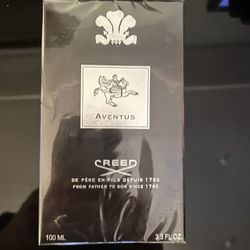 AVENTUS
CREED
DE PÈRE EN FILS DEPUIS 1760
FROM FATHER TO SON SINCE 1760
100 ML 3.3 FL.OZ